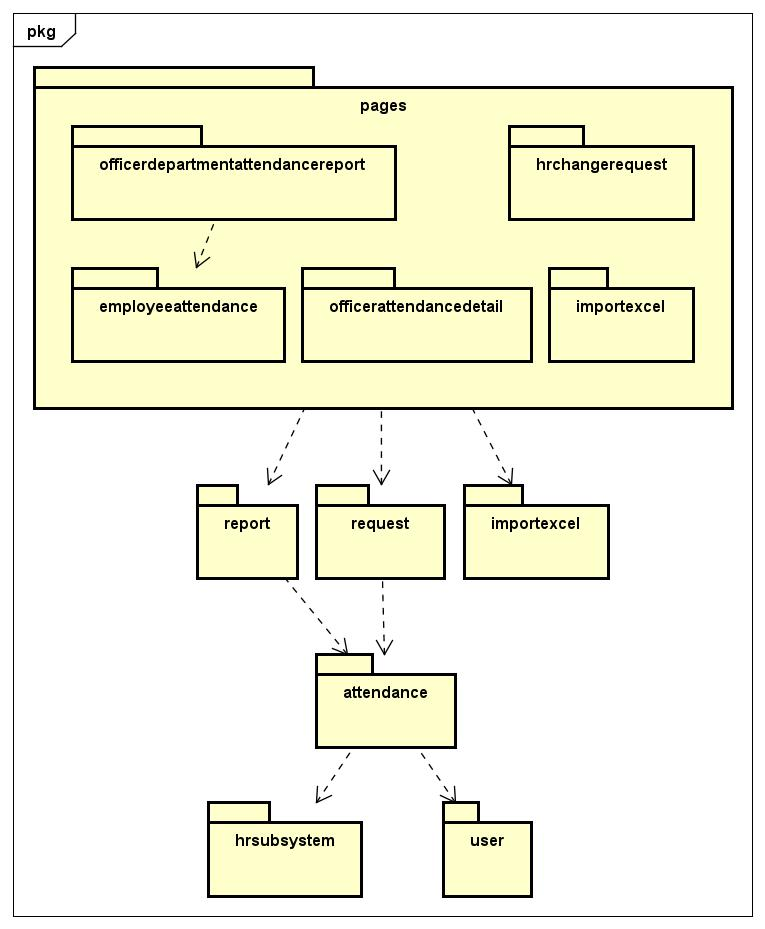 pkg
pages
officerdepartmentattendancereport
hrchangerequest
employeeattendance
officerattendancedetail
importexcel
report
request
importexcel
attendance
hrsubsystem
user